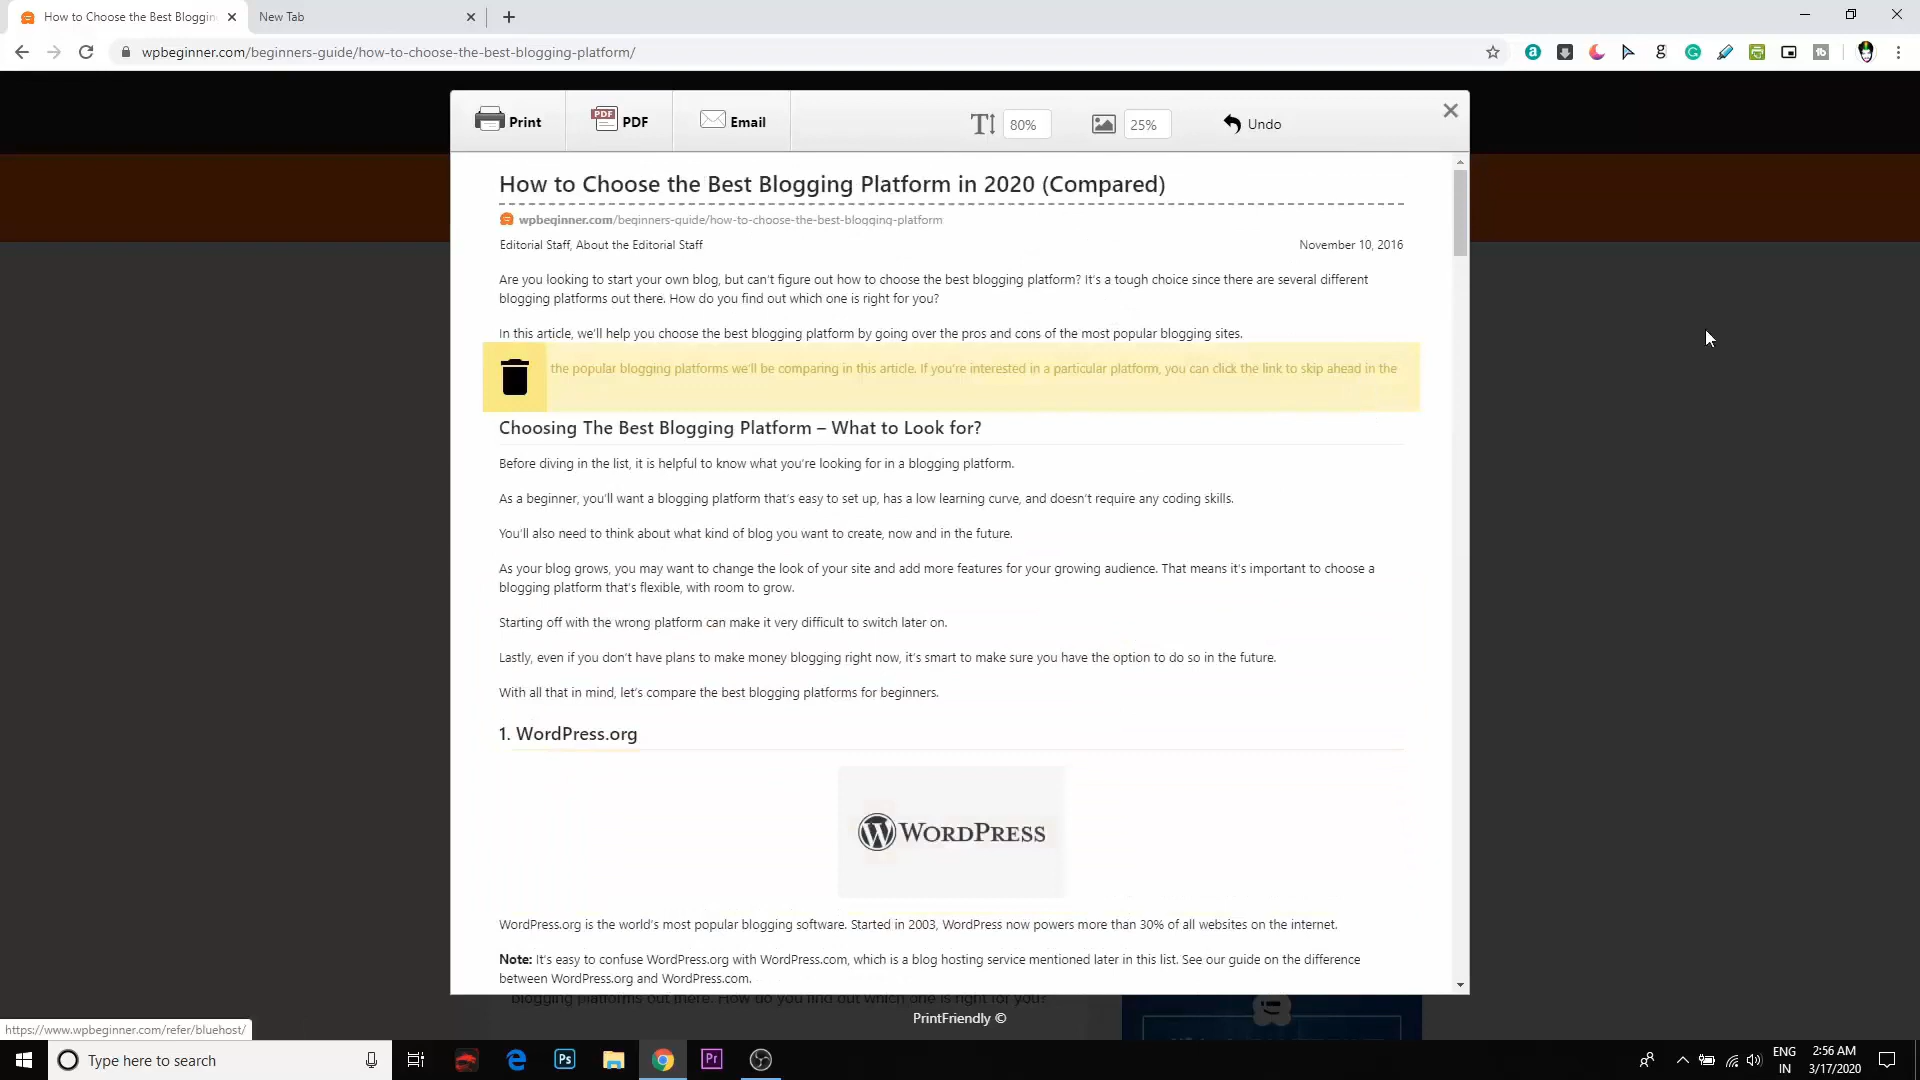 How to Choose the Best Bloggin
New Tab
wpbeginner.com/beginners-guide/how-to-choose-the-best-blogging-platform/
Print
PDF
PDF
Email
80%
25%
Undo
How to Choose the Best Blogging Platform in 2020 (Compared)
wpbeginner.com/beginners-guide/how-to-choose-the-best-blogging-platform
Editorial Staff, About the Editorial Staff
November 10, 2016
Are you looking to start your own blog, but can't figure out how to choose the best blogging platform? It's a tough choice since there are several different
blogging platforms out there. How do you find out which one is right for you?
In this article, we'll help you choose the best blogging platform by going over the pros and cons of the most popular blogging sites.
the popular blogging platforms we'll be comparing in this article. If you're interested in a particular platform, you can click the link to skip ahead in the
Choosing The Best Blogging Platform – What to Look for?
Before diving in the list, it is helpful to know what you're looking for in a blogging platform.
As a beginner, you'll want a blogging platform that's easy to set up, has a low learning curve, and doesn't require any coding skills.
You'll also need to think about what kind of blog you want to create, now and in the future.
As your blog grows, you may want to change the look of your site and add more features for your growing audience. That means it's important to choose a
blogging platform that's flexible, with room to grow.
Starting off with the wrong platform can make it very difficult to switch later on.
Lastly, even if you don't have plans to make money blogging right now, it's smart to make sure you have the option to do so in the future.
With all that in mind, let's compare the best blogging platforms for beginners.
1. WordPress.org
WORDPRESS
WordPress.org is the world's most popular blogging software. Started in 2003, WordPress now powers more than 30% of all websites on the internet.
Note: It's easy to confuse WordPress.org with WordPress.com, which is a blog hosting service mentioned later in this list. See our guide on the difference
between WordPress.org and WordPress.com.
blogging platforms out there. How do you find out which one is right for you?
PrintFriendly ©
https://www.wpbeginner.com/refer/bluehost/
Type here to search
Ps
Pr
ENG
IN
2:56 AM
3/17/2020